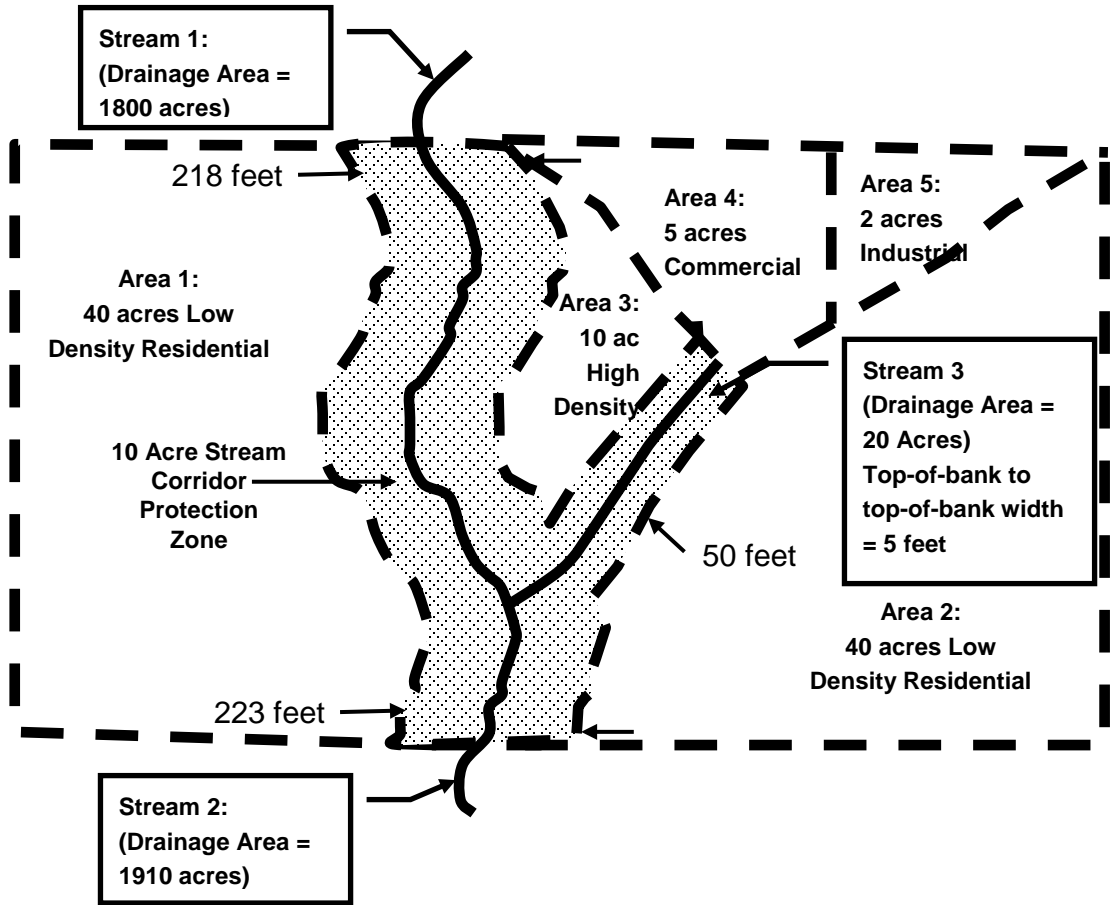 Stream 1:
(Drainage Area =
1800 acres)
218 feet
Area 4:
5 acres
Commercial
Area 5:
2 acres
Industrial
Area 1:
40 acres Low
Density Residential
Area 3:
10 ac
High
Density
Stream 3
(Drainage Area =
20 Acres)
Top-of-bank to
top-of-bank width
= 5 feet
10 Acre Stream
Corridor
Protection
Zone
50 feet
Area 2:
40 acres Low
Density Residential
223 feet
Stream 2:
(Drainage Area =
1910 acres)